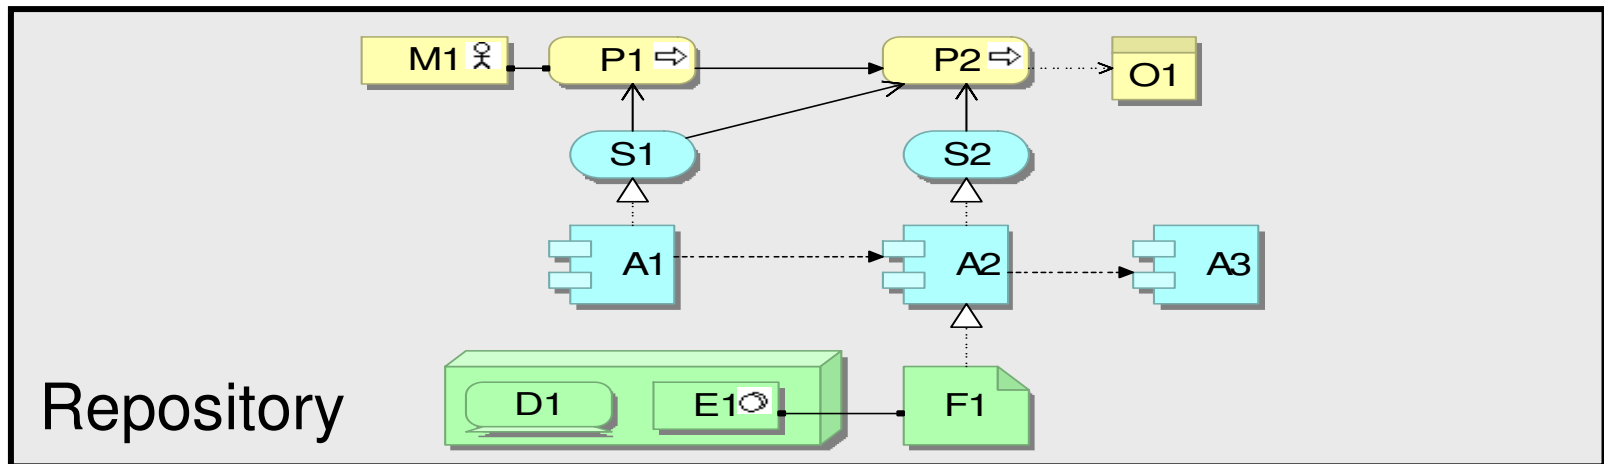 M1 P1 P2 O1
S1 S2
A1 A2 A3
Repository D1 E1 F1